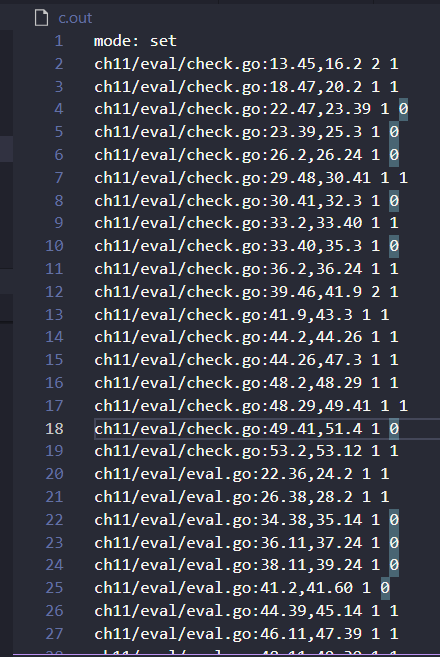 c.out
1 mode: set
2 ch11/eval/check.go:13.45,16.2 2 1
3 ch11/eval/check.go:18.47,20.2 1 1
4 ch11/eval/check.go:22.47,23.39 1 0
5 ch11/eval/check.go:23.39,25.3 1 0
6 ch11/eval/check.go:26.2,26.24 1 0
7 ch11/eval/check.go:29.48,30.41 1 1
8 ch11/eval/check.go:30.41,32.3 1 0
9 ch11/eval/check.go:33.2,33.40 1 1
10 ch11/eval/check.go:33.40,35.3 1 0
11 ch11/eval/check.go:36.2,36.24 1 1
12 ch11/eval/check.go:39.46,41.9 2 1
13 ch11/eval/check.go:41.9,43.3 1 1
14 ch11/eval/check.go:44.2,44.26 1 1
15 ch11/eval/check.go:44.26,47.3 1 1
16 ch11/eval/check.go:48.2,48.29 1 1
17 ch11/eval/check.go:48.29,49.41 1 1
18 ch11/eval/check.go:49.41,51.4 1 0
19 ch11/eval/check.go:53.2,53.12 1 1
20 ch11/eval/eval.go:22.36,24.2 1 1
21 ch11/eval/eval.go:26.38,28.2 1 1
22 ch11/eval/eval.go:34.38,35.14 1 0
23 ch11/eval/eval.go:36.11,37.24 1 0
24 ch11/eval/eval.go:38.11,39.24 1 0
25 ch11/eval/eval.go:41.2,41.60 1 0
26 ch11/eval/eval.go:44.39,45.14 1 1
27 ch11/eval/eval.go:46.11,47.39 1 1